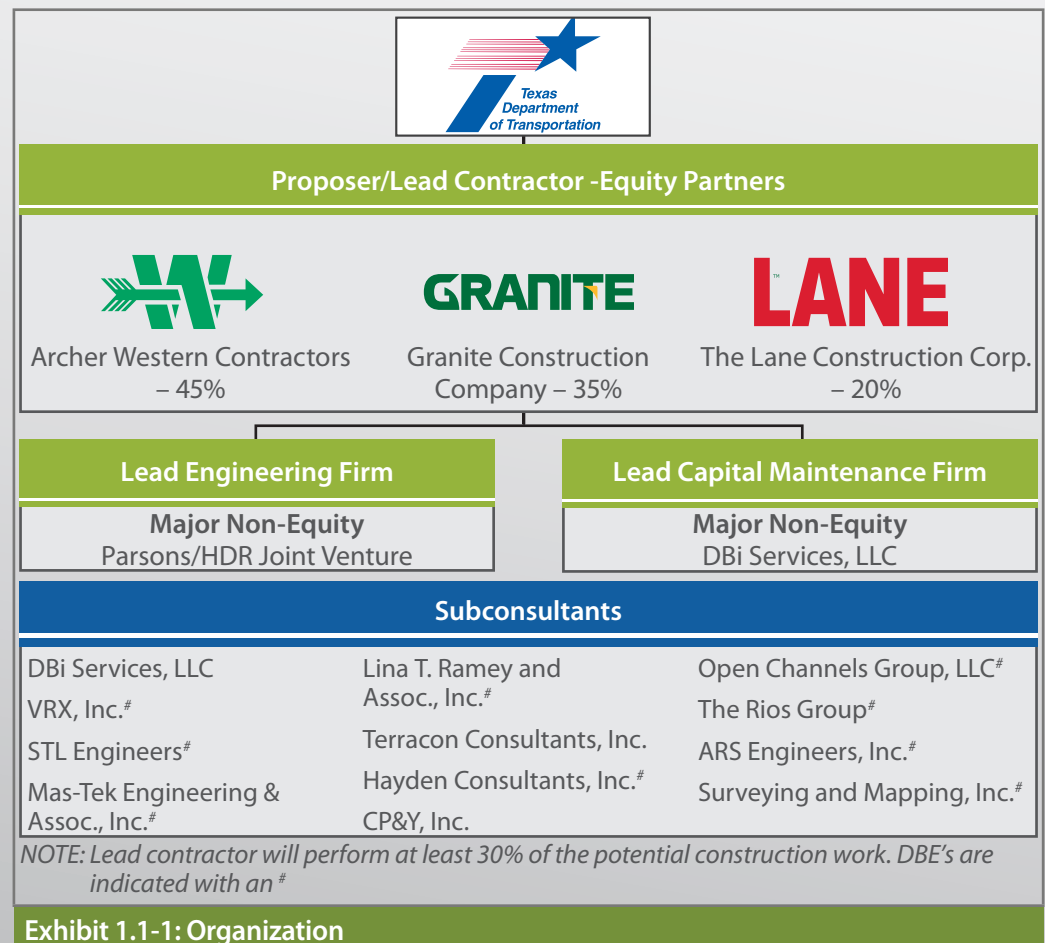 Texas
Department
of Transportation
Proposer/Lead Contractor -Equity Partners
W
GRANITE
LANE
™
Archer Western Contractors
– 45%
Granite Construction
Company – 35%
The Lane Construction Corp.
– 20%
Lead Engineering Firm
Major Non-Equity
Parsons/HDR Joint Venture
Lead Capital Maintenance Firm
Major Non-Equity
DBi Services, LLC
Subconsultants
DBi Services, LLC
VRX, Inc.#
STL Engineers#
Mas-Tek Engineering &
Assoc., Inc.#
Lina T. Ramey and
Assoc., Inc.#
Terracon Consultants, Inc.
Hayden Consultants, Inc.#
CP&Y, Inc.
Open Channels Group, LLC#
The Rios Group#
ARS Engineers, Inc.#
Surveying and Mapping, Inc.#
NOTE: Lead contractor will perform at least 30% of the potential construction work. DBE's are
indicated with an #
Exhibit 1.1-1: Organization